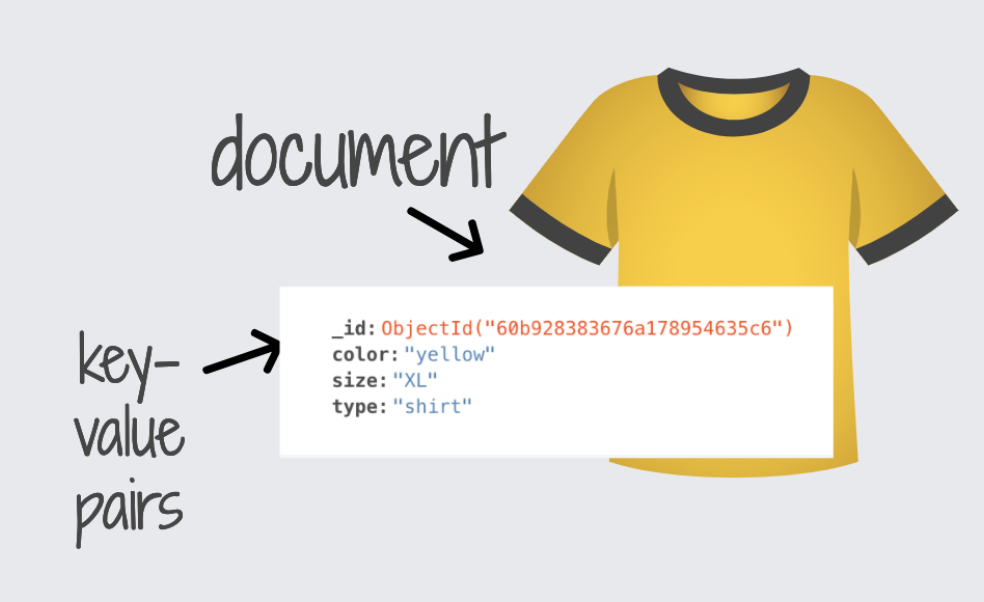 document
key-
value
pairs
_id: ObjectId("60b928383676a178954635c6")
color: "yellow"
size: "XL"
type: "shirt"